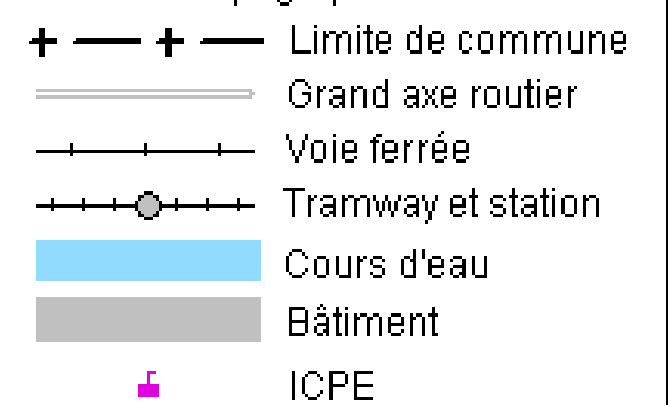 Limite de commune
Grand axe routier
Voie ferrée
Tramway et station
Cours d'eau
Bâtiment
ICPE